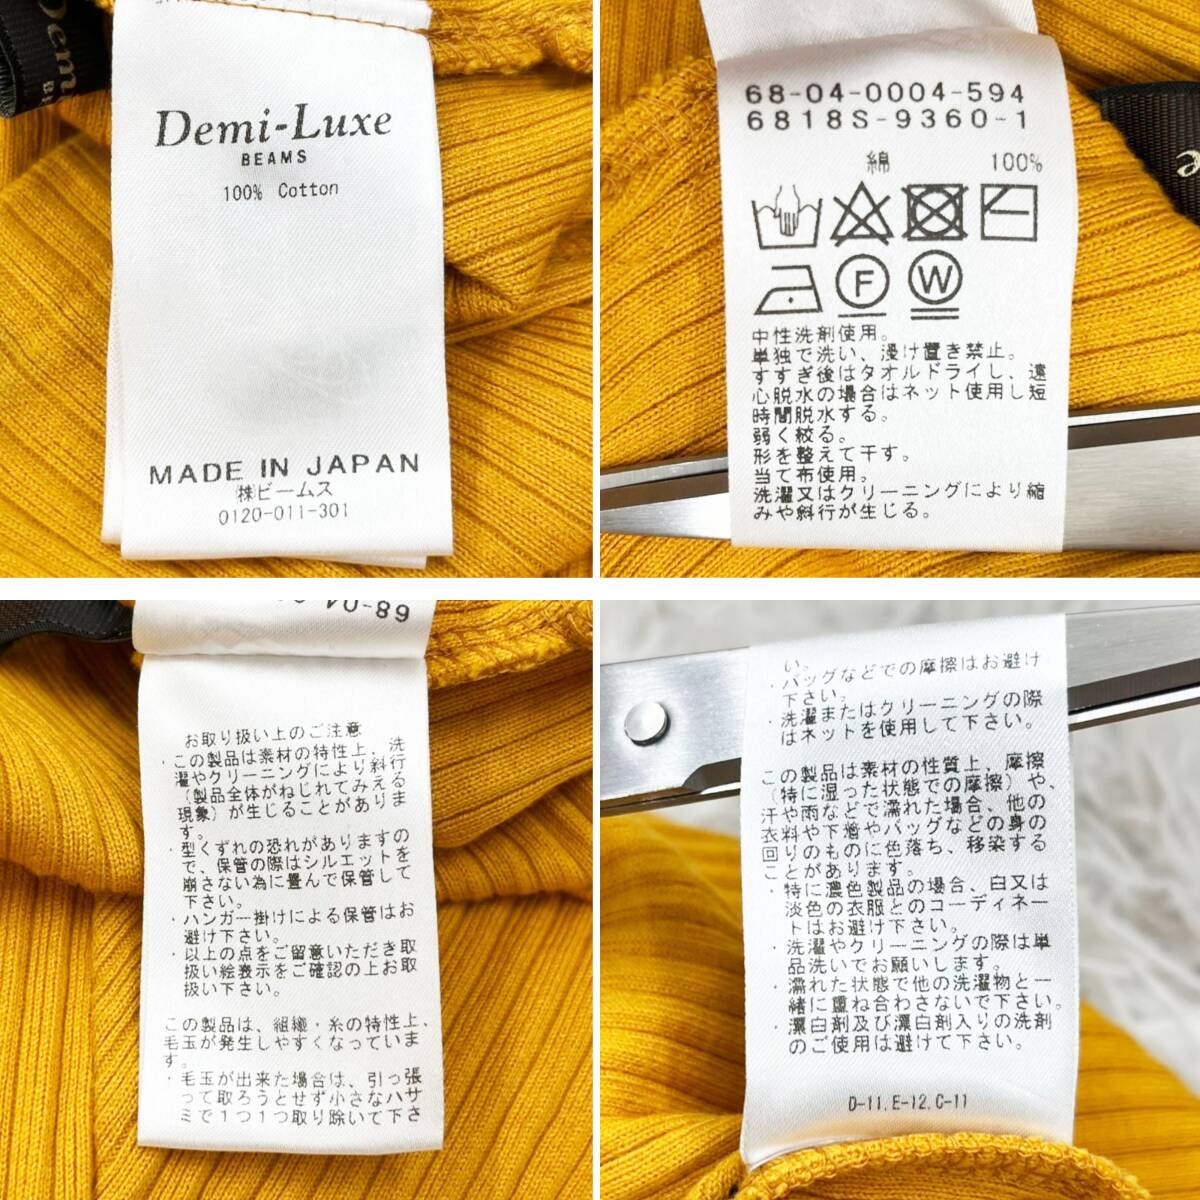 Demi-Luxe
BEAMS
100% Cotton
MADE IN JAPAN
㈱ビームス
0120-011-301
68-04-0004-594
6818S-9360-1
綿 100%
F
W
中性洗剤使用。
単独で洗い、浸け置き禁止。
すすぎ後はタオルドライし、遠
心脱水の場合はネット使用し短
時間脱水する。
弱く絞る。
形を整えて干す。
当て布使用。
洗濯又はクリーニングにより縮
みや斜行が生じる。
お取り扱い上のご注意
・この製品は素材の特性上、洗
濯やクリーニングにより斜行
（製品全体がねじれてみえる
現象）が生じることがありま
す。
・型くずれの恐れがありますの
で、保管の際はシルエットを
崩さない為に畳んで保管して
下さい。
・ハンガー掛けによる保管はお
避け下さい。
・以上の点をご留意いただき取
扱い絵表示をご確認の上お取
扱い下さい。
この製品は、組織・糸の特性上、
毛玉が発生しやすくなっていま
す。
・毛玉が出来た場合は、引っ張
って取ろうとせず小さなハサ
ミで１つ１つ取り除いて下さ
い。
・バッグなどでの摩擦はお避け
下さい。
・洗濯またはクリーニングの際
はネットを使用して下さい。
この製品は素材の性質上、摩擦
（特に湿った状態での摩擦）や、
汗や雨などで濡れた場合、他の
衣料や下着やバッグなどの身の
回りのものに色落ち、移染する
ことがあります。
・特に濃色製品の場合、白又は
淡色の衣服とのコーディネー
トはお避け下さい。
・洗濯やクリーニングの際は単
品洗いでお願いします。
・濡れた状態で他の洗濯物と一
緒に重ね合わさないで下さい。
・漂白剤及び漂白剤入りの洗剤
のご使用は避けて下さい。
D-11,E-12,C-11